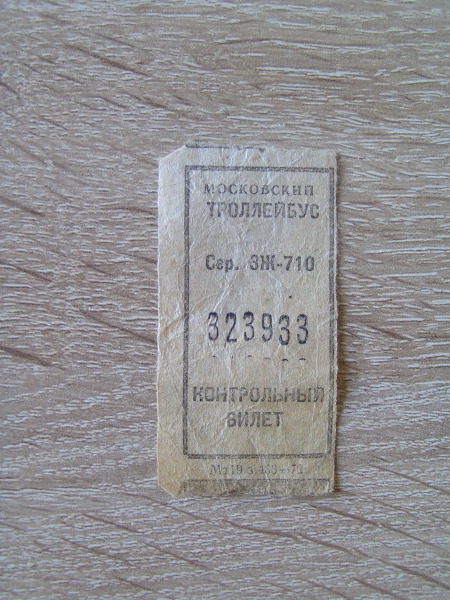 МОСКОВСКИЙ
ТРОЛЛЕЙБУС
Сер. ЗЖ-710
323933
КОНТРОЛЬНЫЙ
БИЛЕТ